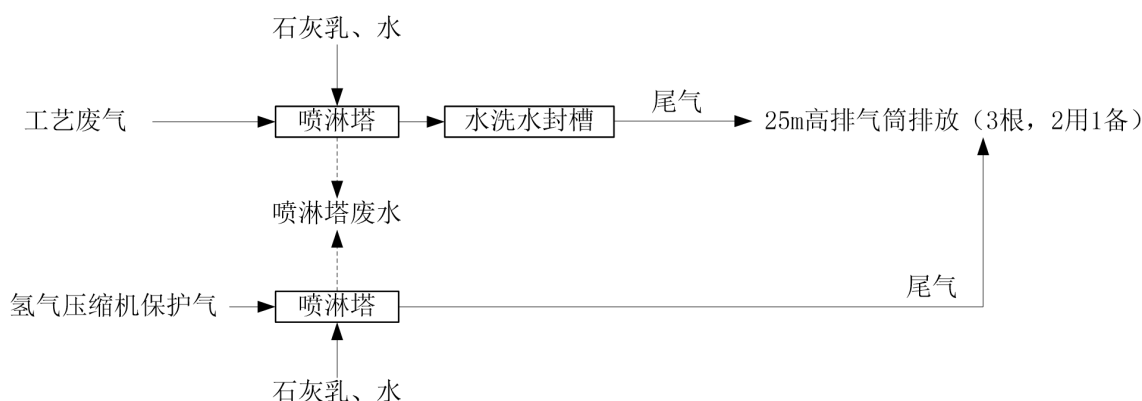 石灰乳、水
尾气
工艺废气
喷淋塔
水洗水封槽
25m高排气筒排放（3根，2用1备）
喷淋塔废水
尾气
氢气压缩机保护气
喷淋塔
石灰乳、水